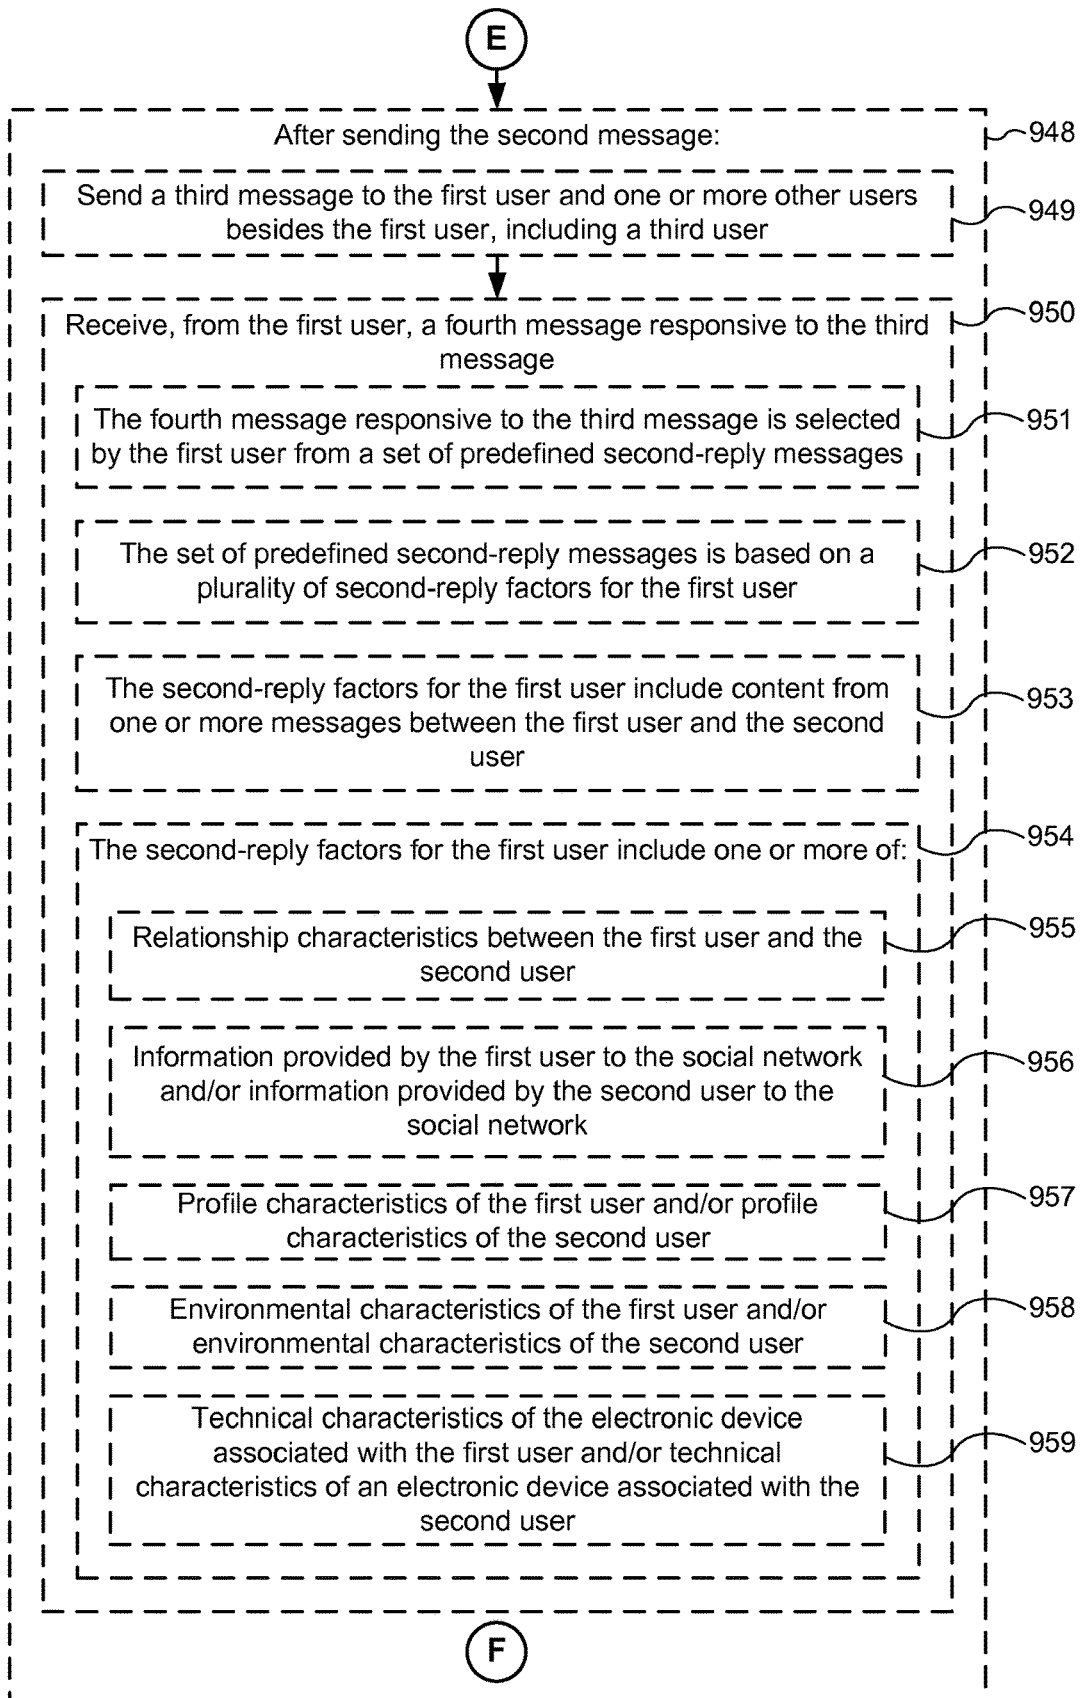 E
After sending the second message:
948
Send a third message to the first user and one or more other users
besides the first user, including a third user
949
Receive, from the first user, a fourth message responsive to the third
message
950
The fourth message responsive to the third message is selected
by the first user from a set of predefined second-reply messages
951
The set of predefined second-reply messages is based on a
plurality of second-reply factors for the first user
952
The second-reply factors for the first user include content from
one or more messages between the first user and the second
user
953
The second-reply factors for the first user include one or more of:
954
Relationship characteristics between the first user and the
second user
955
Information provided by the first user to the social network
and/or information provided by the second user to the
social network
956
Profile characteristics of the first user and/or profile
characteristics of the second user
957
Environmental characteristics of the first user and/or
environmental characteristics of the second user
958
Technical characteristics of the electronic device
associated with the first user and/or technical
characteristics of an electronic device associated with the
second user
959
F